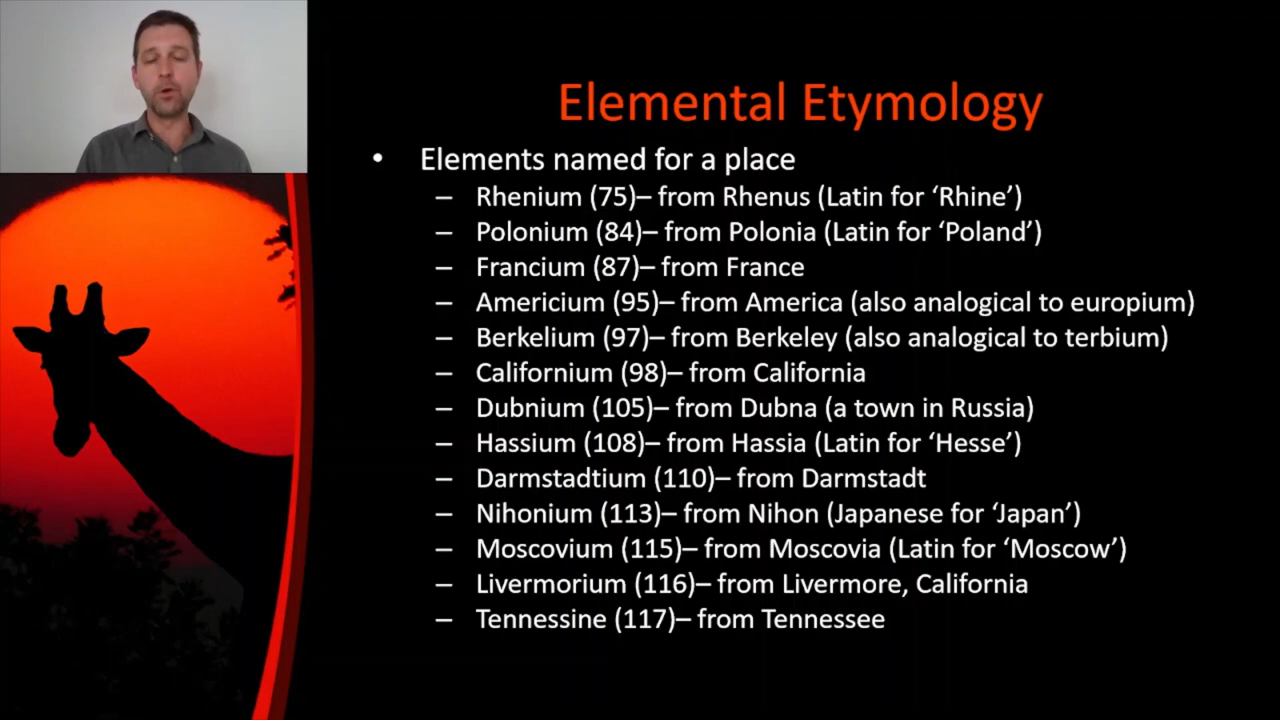 Elemental Etymology
• Elements named for a place
– Rhenium (75)– from Rhenus (Latin for ‘Rhine’)
– Polonium (84)– from Polonia (Latin for ‘Poland’)
– Francium (87)– from France
– Americium (95)– from America (also analogical to europium)
– Berkelium (97)– from Berkeley (also analogical to terbium)
– Californium (98)– from California
– Dubnium (105)– from Dubna (a town in Russia)
– Hassium (108)– from Hassia (Latin for ‘Hesse’)
– Darmstadtium (110)– from Darmstadt
– Nihonium (113)– from Nihon (Japanese for ‘Japan’)
– Moscovium (115)– from Moscovia (Latin for ‘Moscow’)
– Livermorium (116)– from Livermore, California
– Tennessine (117)– from Tennessee